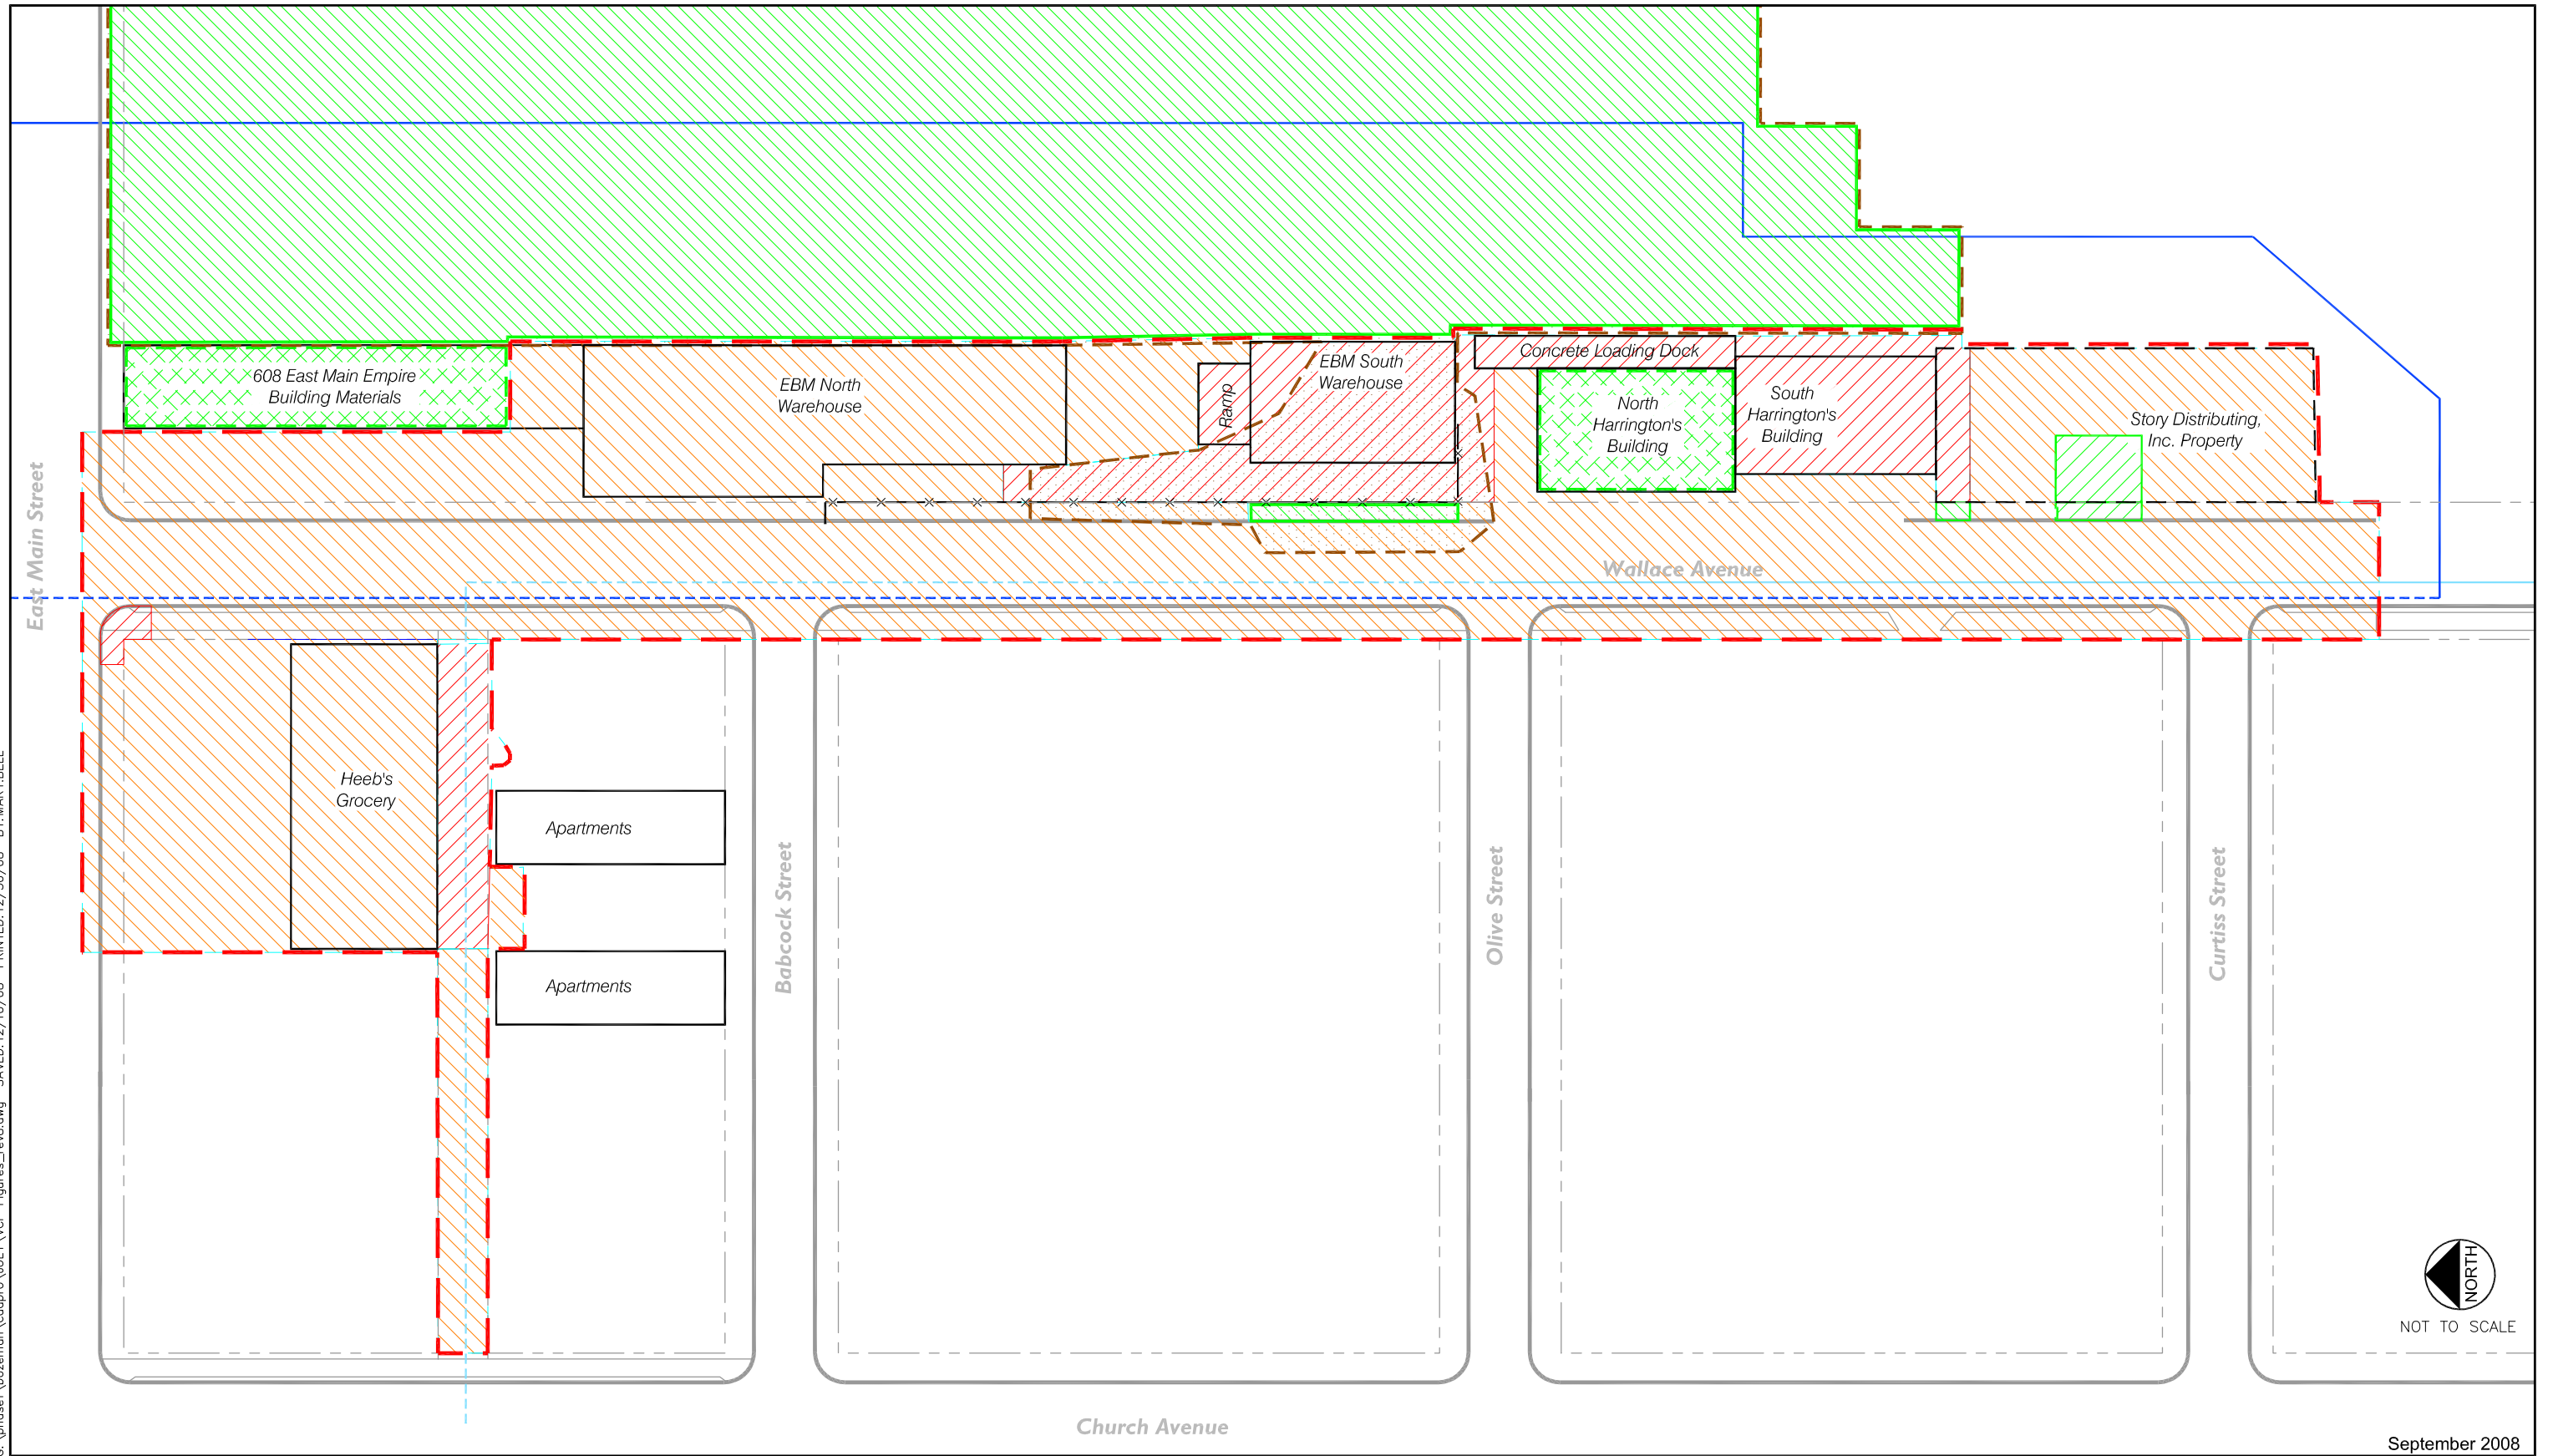 608 East Main Empire
Building Materials
EBM North
Warehouse
Ramp
EBM South
Warehouse
Concrete Loading Dock
North
Harrington's
Building
South
Harrington's
Building
Story Distributing,
Inc. Property
East Main Street
Wallace Avenue
Heeb's
Grocery
Apartments
Apartments
Babcock Street
Olive Street
Curtiss Street
Church Avenue
NORTH
NOT TO SCALE
September 2008